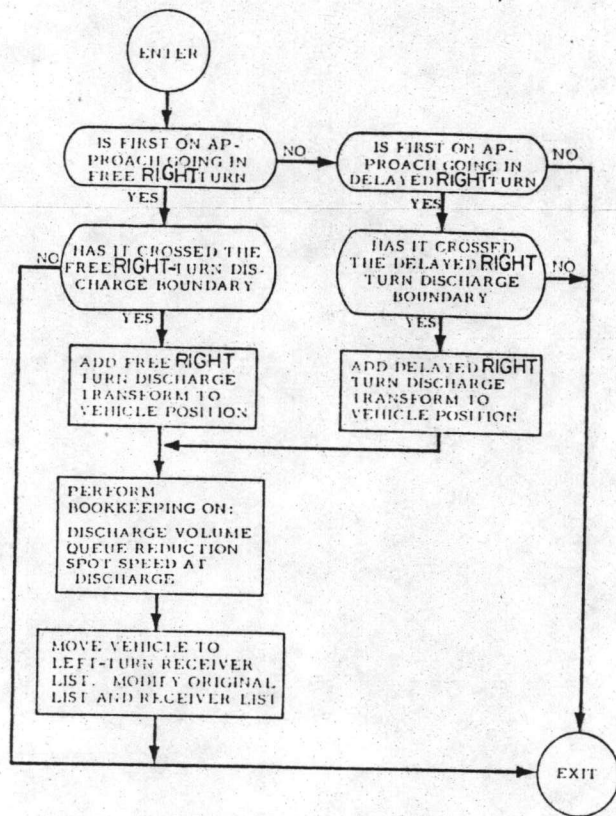 ENTER
IS FIRST ON AP-
PROACH GOING IN
FREE RIGHT TURN
NO
IS FIRST ON AP-
PROACH GOING IN
DELAYED RIGHT TURN
NO
YES
YES
NO
HAS IT CROSSED THE
FREE RIGHT-TURN DIS-
CHARGE BOUNDARY
HAS IT CROSSED
THE DELAYED RIGHT
TURN DISCHARGE
BOUNDARY
NO
YES
YES
ADD FREE RIGHT
TURN DISCHARGE
TRANSFORM TO
VEHICLE POSITION
ADD DELAYED RIGHT
TURN DISCHARGE
TRANSFORM TO
VEHICLE POSITION
PERFORM
BOOKKEEPING ON:
DISCHARGE VOLUME
QUEUE REDUCTION
SPOT SPEED AT
DISCHARGE
MOVE VEHICLE TO
LEFT-TURN RECEIVER
LIST. MODIFY ORIGINAL
LIST AND RECEIVER LIST
EXIT